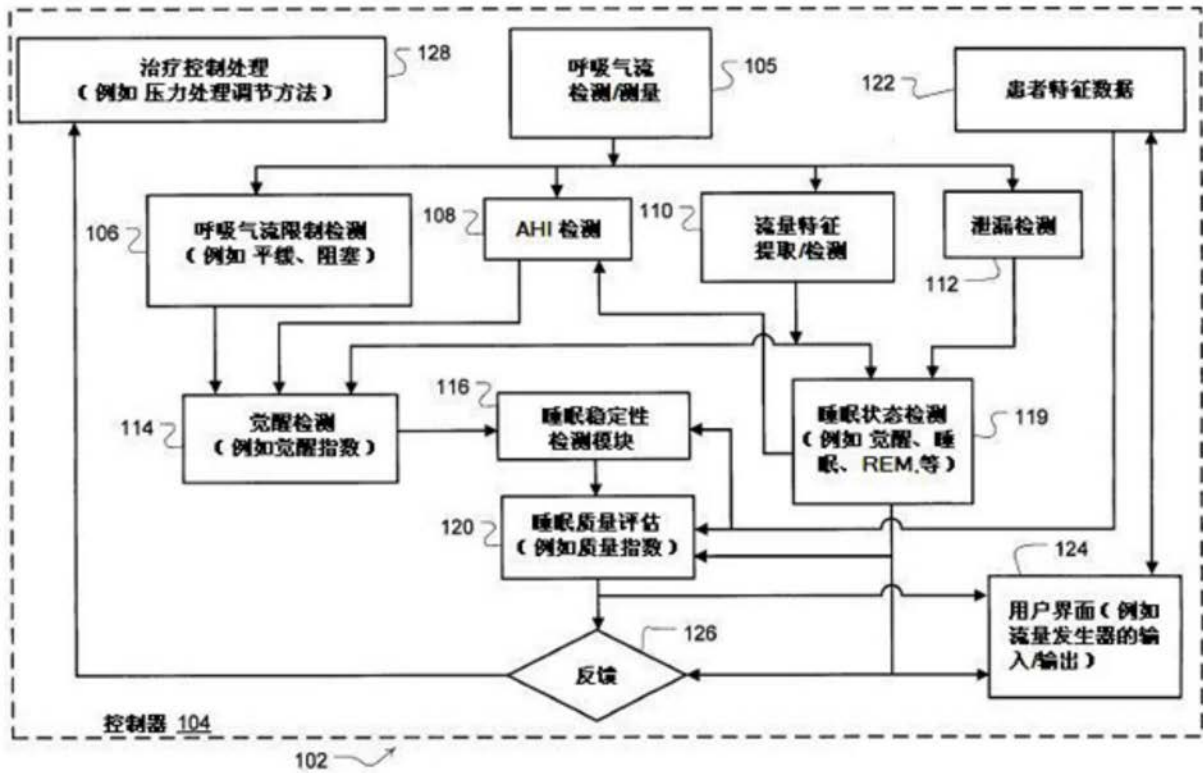 治疗控制处理
（例如 压力处理调节方法）
128
呼吸气流
检测/测量
105
122
患者特征数据
106
呼吸气流限制检测
（例如 平缓、阻塞）
108
AHI 检测
110
流量特征
提取/检测
泄漏检测
112
114
觉醒检测
（例如觉醒指数）
116
睡眠稳定性
检测模块
睡眠状态检测
（例如 觉醒、睡
眠、REM,等）
119
120
睡眠质量评估
（例如质量指数）
124
用户界面（例如
流量发生器的输
入/输出）
126
反馈
控制器 104
102